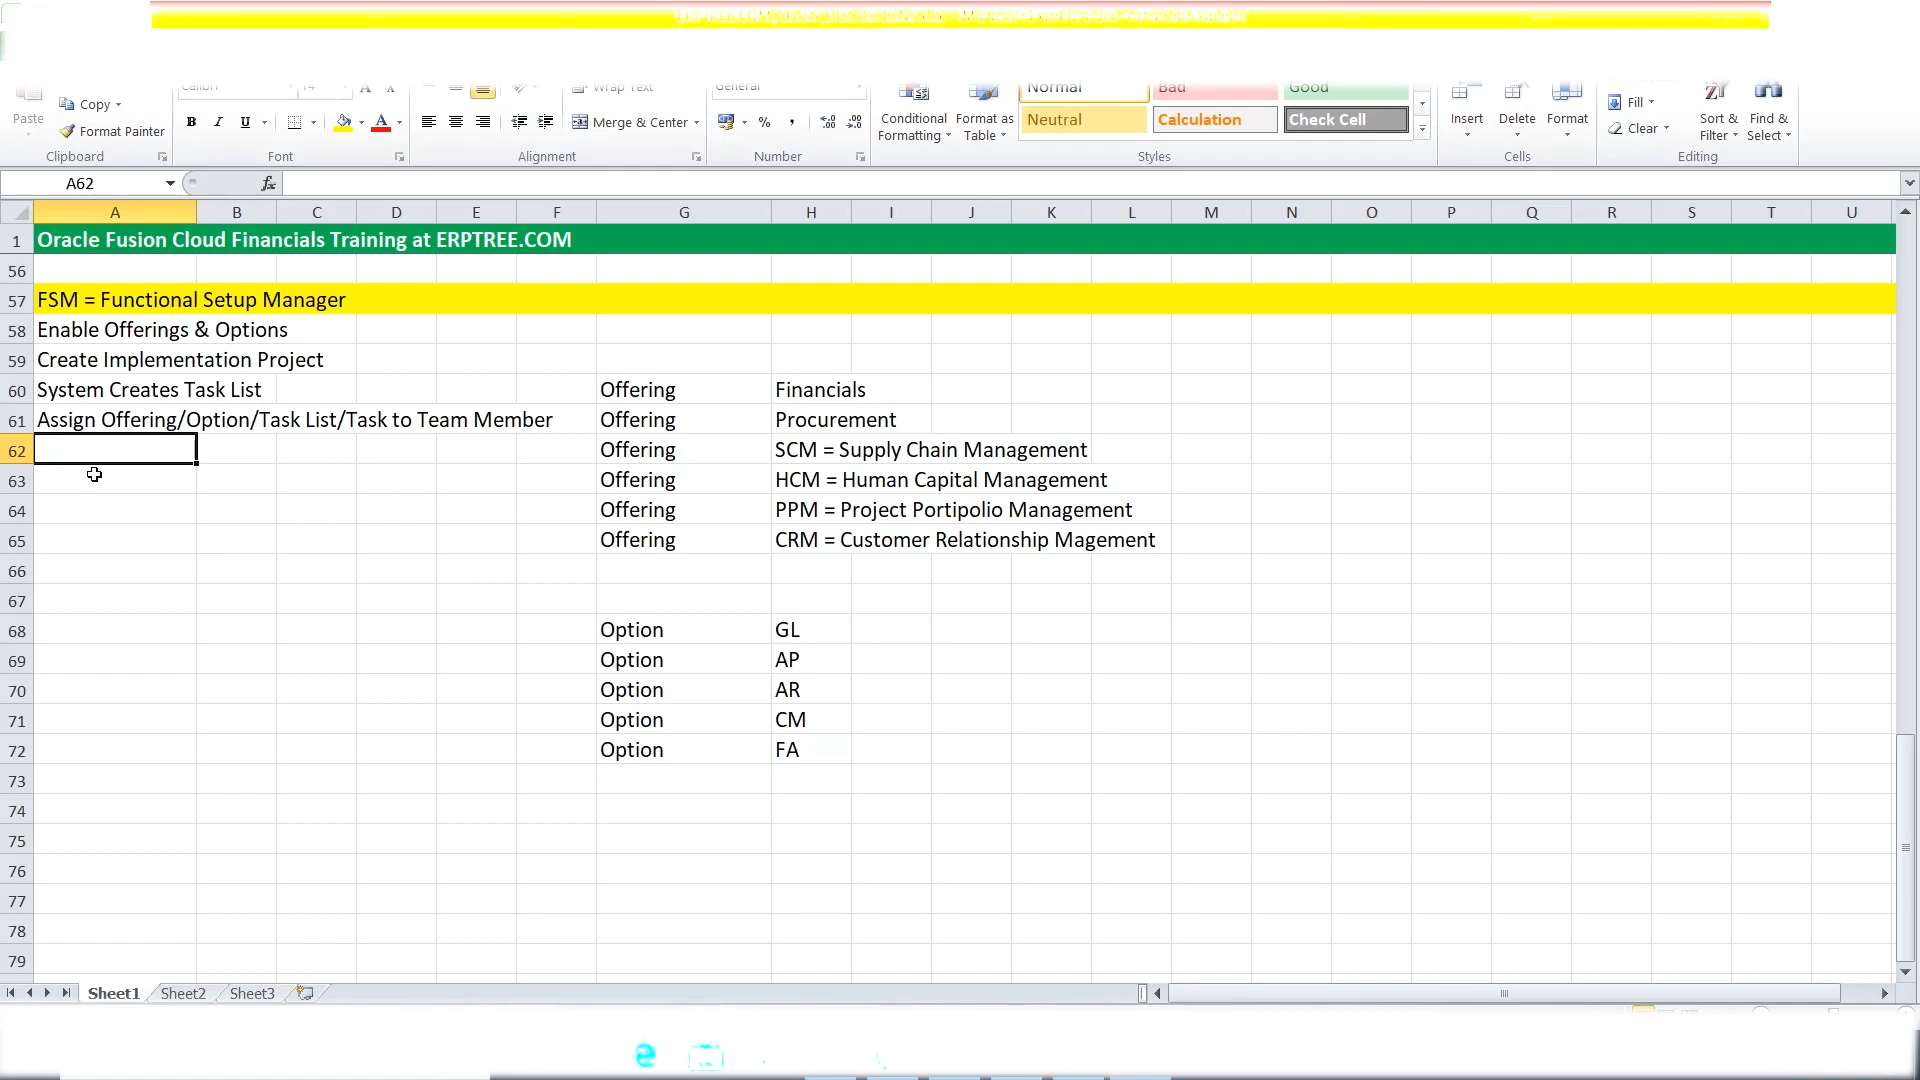 Paste
Copy
Format Painter
Clipboard
Calibri
14
B I U
Font
Wrap Text
Merge & Center
Alignment
General
%
Number
Conditional Formatting
Format as Table
Normal
Bad
Good
Neutral
Calculation
Check Cell
Styles
Insert
Delete
Format
Cells
Fill
Clear
Sort & Filter
Find & Select
Editing
A62
fx
A B C D E F G H I J K L M N O P Q R S T U
1 Oracle Fusion Cloud Financials Training at ERPTREE.COM
56
57 FSM = Functional Setup Manager
58 Enable Offerings & Options
59 Create Implementation Project
60 System Creates Task List Offering Financials
61 Assign Offering/Option/Task List/Task to Team Member Offering Procurement
62 Offering SCM = Supply Chain Management
63 Offering HCM = Human Capital Management
64 Offering PPM = Project Portipolio Management
65 Offering CRM = Customer Relationship Magement
66
67
68 Option GL
69 Option AP
70 Option AR
71 Option CM
72 Option FA
73
74
75
76
77
78
79
Sheet1 Sheet2 Sheet3